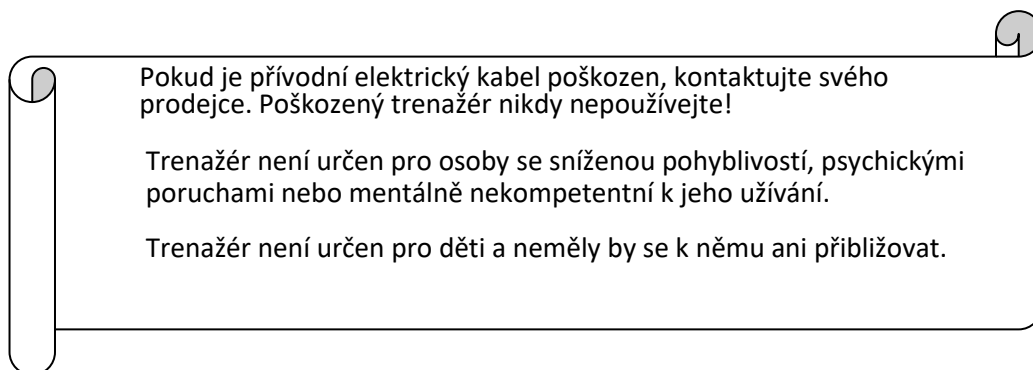 Pokud je přívodní elektrický kabel poškozen, kontaktujte svého
prodejce. Poškozený trenažér nikdy nepoužívejte!
Trenažér není určen pro osoby se sníženou pohyblivostí, psychickými
poruchami nebo mentálně nekompetentní k jeho užívání.
Trenažér není určen pro děti a neměly by se k němu ani přibližovat.